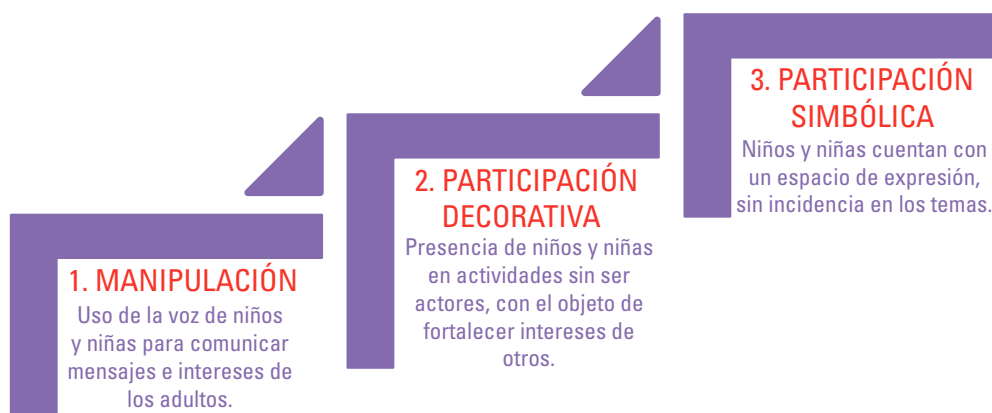 1. MANIPULACIÓN
Uso de la voz de niños
y niñas para comunicar
mensajes e intereses de
los adultos.
2. PARTICIPACIÓN
DECORATIVA
Presencia de niños y niñas
en actividades sin ser
actores, con el objeto de
fortalecer intereses de
otros.
3. PARTICIPACIÓN
SIMBÓLICA
Niños y niñas cuentan con
un espacio de expresión,
sin incidencia en los temas.